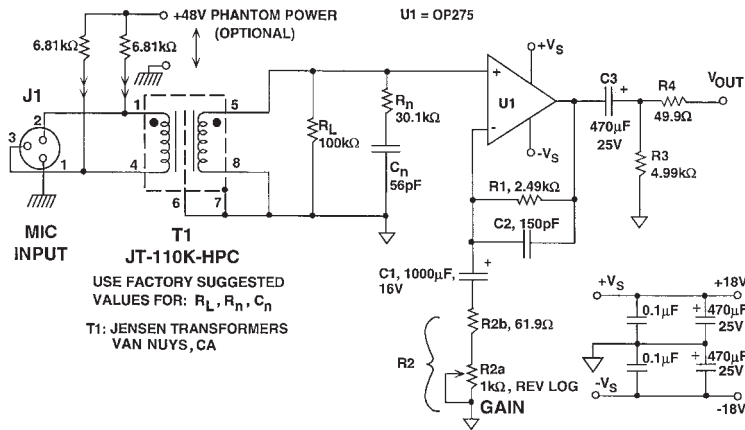 +48V PHANTOM POWER
(OPTIONAL)
U1 = OP275
6.81kΩ
6.81kΩ
J1
3
2
1
MIC
INPUT
1
4
5
8
6
7
T1
JT-110K-HPC
USE FACTORY SUGGESTED
VALUES FOR: RL, Rn, Cn
T1: JENSEN TRANSFORMERS
VAN NUYS, CA
RL
100kΩ
Rn
30.1kΩ
Cn
56pF
+
-
U1
+VS
-VS
R1, 2.49kΩ
C2, 150pF
C1, 1000μF,
16V
+
R2b, 61.9Ω
R2
R2a
1kΩ, REV LOG
GAIN
C3
+
470μF
25V
R4
49.9Ω
VOUT
R3
4.99kΩ
+VS
+18V
0.1μF
+
470μF
25V
0.1μF
+
470μF
25V
-VS
-18V